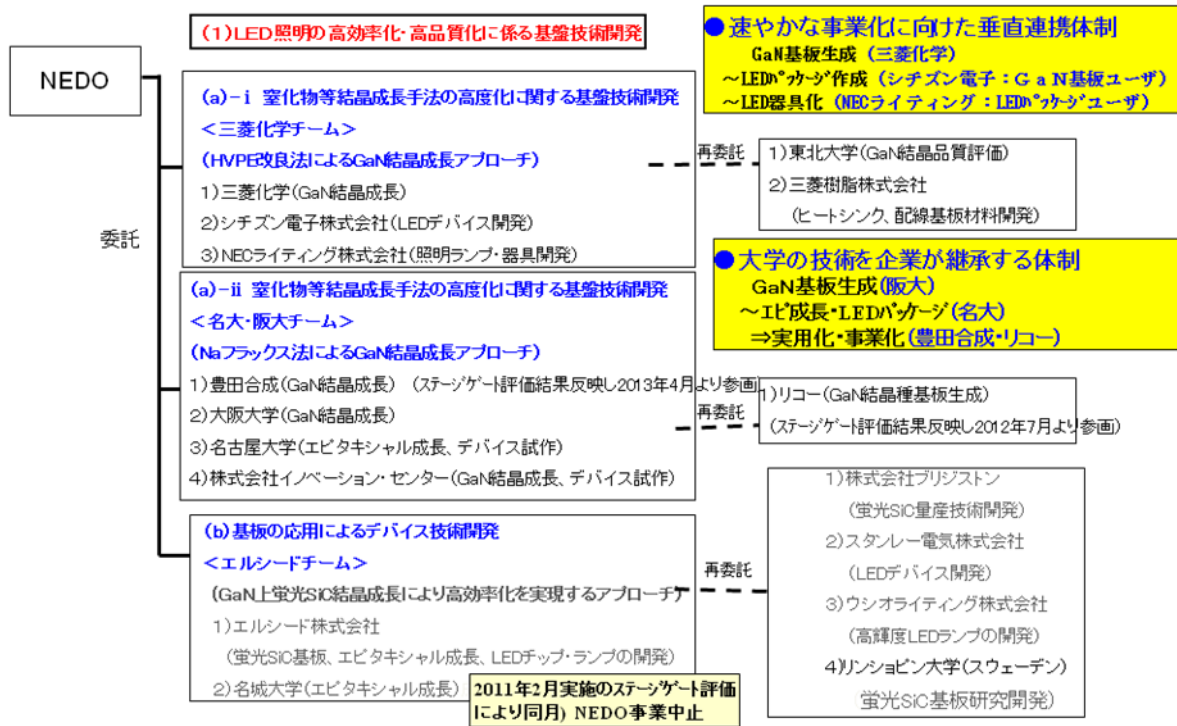 (1)LED照明の高効率化・高品質化に係る基盤技術開発
NEDO
委託
(a)-i 窒化物等結晶成長手法の高度化に関する基盤技術開発
<三菱化学チーム>
(HVPE改良法によるGaN結晶成長アプローチ)
1)三菱化学(GaN結晶成長)
2)シチズン電子株式会社(LEDデバイス開発)
3)NECライティング株式会社(照明ランプ・器具開発)
再委託
1)東北大学(GaN結晶品質評価)
2)三菱樹脂株式会社
(ヒートシンク、配線基板材料開発)
●速やかな事業化に向けた垂直連携体制
GaN基板生成(三菱化学)
～LEDﾊﾟｯｹｰｼﾞ作成(シチズン電子：ＧａＮ基板ユーザ)
～LED器具化(NECライティング：LEDﾊﾟｯｹｰｼﾞユーザ)
(a)-ii 窒化物等結晶成長手法の高度化に関する基盤技術開発
<名大・阪大チーム>
(Naフラックス法によるGaN結晶成長アプローチ)
1)豊田合成(GaN結晶成長) (ｽﾃｰｼﾞｹﾞｰﾄ評価結果反映し2013年4月より参画)
2)大阪大学(GaN結晶成長)
3)名古屋大学(エピタキシャル成長、デバイス試作)
4)株式会社イノベーション・センター(GaN結晶成長、デバイス試作)
再委託
1)リコー(GaN結晶種基板生成)
(ｽﾃｰｼﾞｹﾞｰﾄ評価結果反映し2012年7月より参画)
●大学の技術を企業が継承する体制
GaN基板生成(阪大)
～ｴﾋﾟ成長・LEDﾊﾟｯｹｰｼﾞ(名大)
⇒実用化・事業化(豊田合成・リコー)
(b)基板の応用によるデバイス技術開発
<エルシードチーム>
(GaN上蛍光SiC結晶成長により高効率化を実現するアプローチ)
1)エルシード株式会社
(蛍光SiC基板、エピタキシャル成長、LEDチップ・ランプの開発)
2)名城大学(エピタキシャル成長)
2011年2月実施のｽﾃｰｼﾞｹﾞｰﾄ評価
により同月) NEDO事業中止
再委託
1)株式会社ブリジストン
(蛍光SiC量産技術開発)
2)スタンレー電気株式会社
(LEDデバイス開発)
3)ウシオライティング株式会社
(高輝度LEDランプの開発)
4)リンショピン大学(スウェーデン)
蛍光SiC基板研究開発)